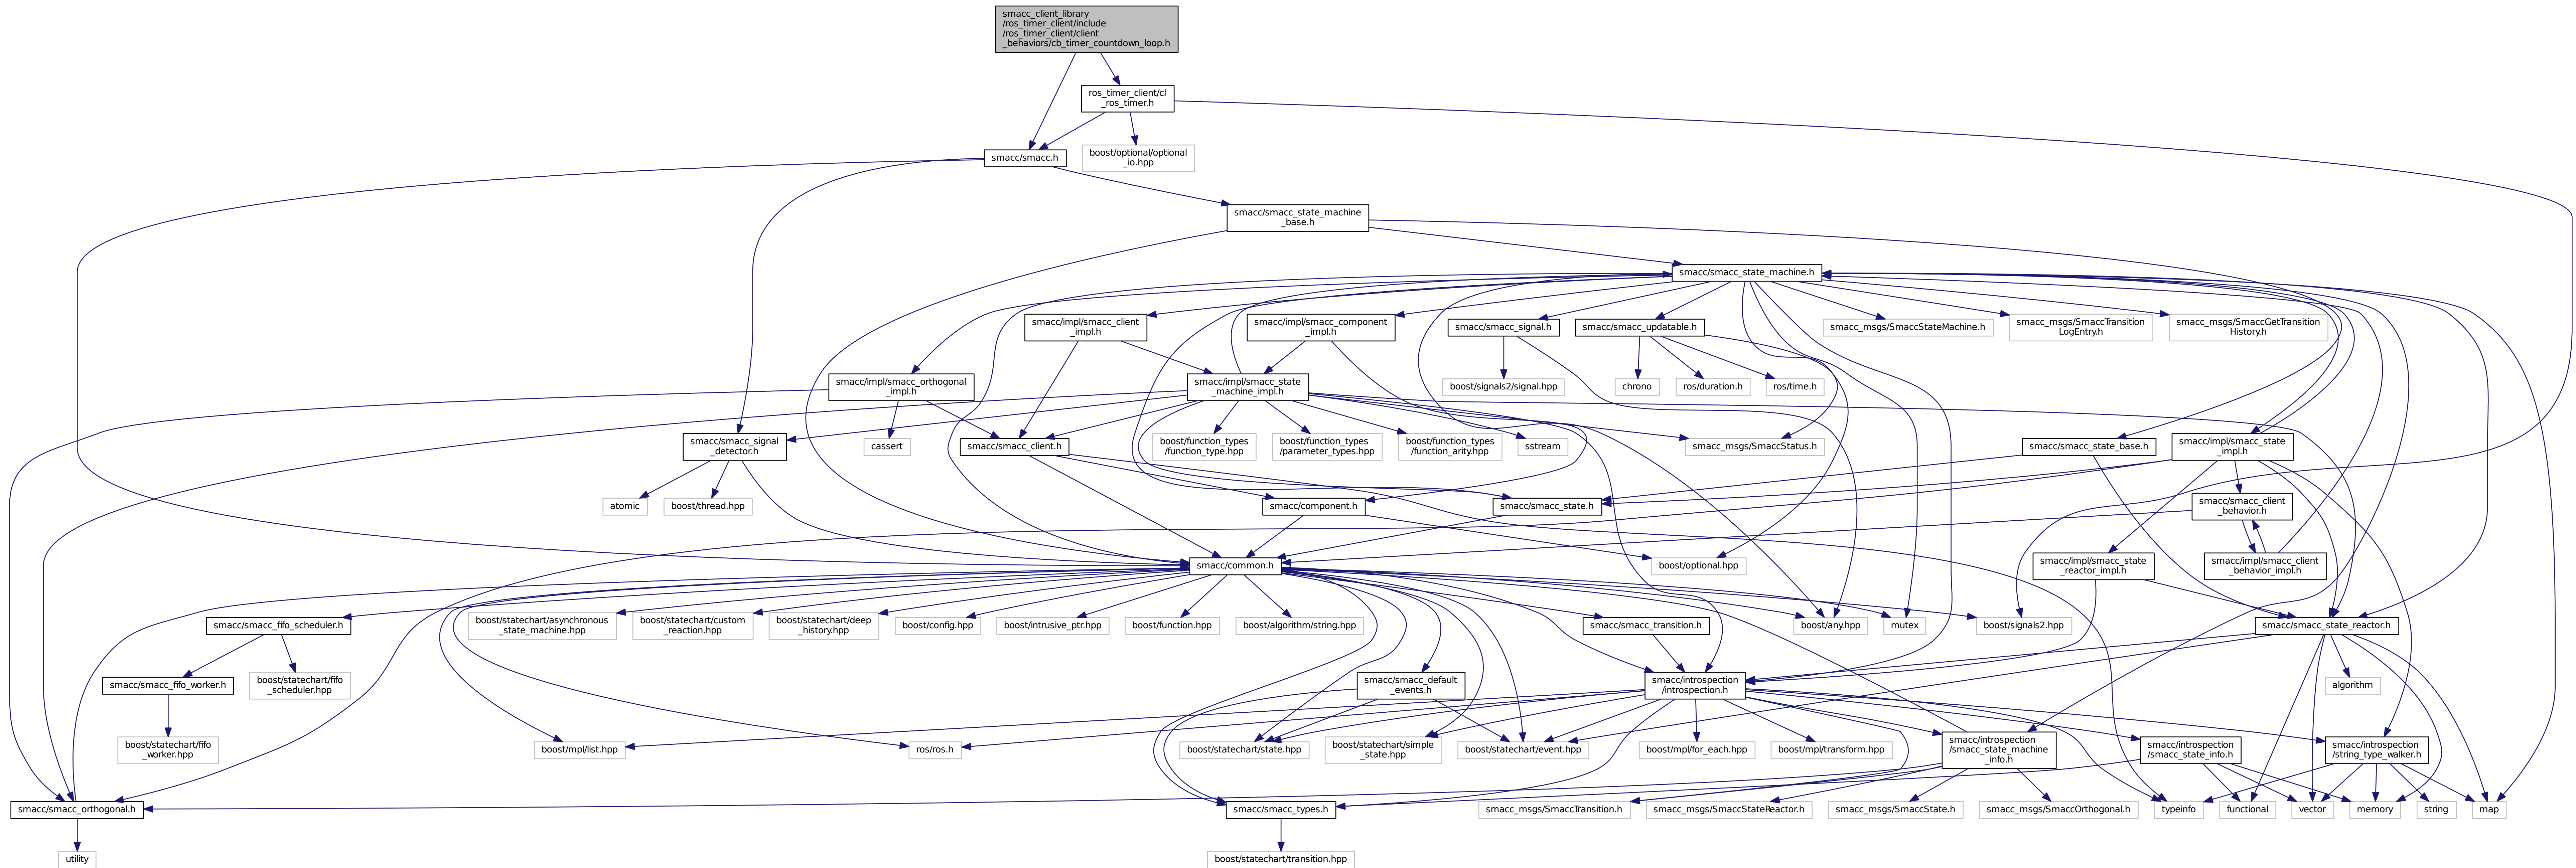 smacc_client_library
/ros_timer_client/include
/ros_timer_client/client
_behaviors/cb_timer_countdown_loop.h
ros_timer_client/cl
_ros_timer.h
smacc/smacc.h
boost/optional/optional
_io.hpp
smacc/smacc_state_machine
_base.h
smacc/smacc_state_machine.h
smacc/impl/smacc_client
_impl.h
smacc/impl/smacc_component
_impl.h
smacc/smacc_signal.h
smacc/smacc_updatable.h
smacc_msgs/SmaccStateMachine.h
smacc_msgs/SmaccTransition
LogEntry.h
smacc_msgs/SmaccGetTransition
History.h
smacc/impl/smacc_orthogonal
_impl.h
smacc/impl/smacc_state
_machine_impl.h
boost/signals2/signal.hpp
chrono
ros/duration.h
ros/time.h
smacc/smacc_signal
_detector.h
cassert
smacc/smacc_client.h
boost/function_types
/function_type.hpp
boost/function_types
/parameter_types.hpp
boost/function_types
/function_arity.hpp
sstream
smacc_msgs/SmaccStatus.h
smacc/smacc_state_base.h
smacc/impl/smacc_state
_impl.h
atomic
boost/thread.hpp
smacc/component.h
smacc/smacc_state.h
smacc/smacc_client
_behavior.h
smacc/common.h
boost/optional.hpp
smacc/impl/smacc_state
_reactor_impl.h
smacc/impl/smacc_client
_behavior_impl.h
smacc/smacc_fifo_scheduler.h
boost/statechart/asynchronous
_state_machine.hpp
boost/statechart/custom
_reaction.hpp
boost/statechart/deep
_history.hpp
boost/config.hpp
boost/intrusive_ptr.hpp
boost/function.hpp
boost/algorithm/string.hpp
smacc/smacc_transition.h
boost/any.hpp
mutex
boost/signals2.hpp
smacc/smacc_state_reactor.h
smacc/smacc_fifo_worker.h
boost/statechart/fifo
_scheduler.hpp
smacc/smacc_default
_events.h
smacc/introspection
/introspection.h
algorithm
boost/statechart/fifo
_worker.hpp
boost/mpl/list.hpp
ros/ros.h
boost/statechart/state.hpp
boost/statechart/simple
_state.hpp
boost/statechart/event.hpp
boost/mpl/for_each.hpp
boost/mpl/transform.hpp
smacc/introspection
/smacc_state_machine
_info.h
smacc/introspection
/smacc_state_info.h
smacc/introspection
/string_type_walker.h
smacc/smacc_orthogonal.h
smacc/smacc_types.h
smacc_msgs/SmaccTransition.h
smacc_msgs/SmaccStateReactor.h
smacc_msgs/SmaccState.h
smacc_msgs/SmaccOrthogonal.h
typeinfo
functional
vector
memory
string
map
utility
boost/statechart/transition.hpp